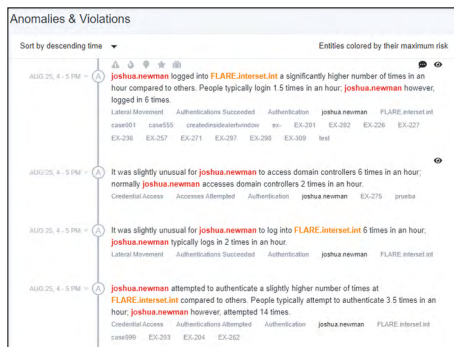 Anomalies & Violations
Sort by descending time
Entities colored by their maximum risk
AUG 25, 4 - 5 PM
A
joshua.newman logged into FLARE.interset.int a significantly higher number of times in an
hour compared to others. People typically login 1.5 times in an hour; joshua.newman however,
logged in 6 times.
Lateral Movement Authentications Succeeded Authentication joshua.newman FLARE.interset.int
case001 case555 createdinsidealertwindow ex- EX-201 EX-202 EX-226 EX-227
EX-236 EX-257 EX-271 EX-297 EX-298 EX-309 test
AUG 25, 4 - 5 PM
A
It was slightly unusual for joshua.newman to access domain controllers 6 times in an hour;
normally joshua.newman accesses domain controllers 2 times in an hour.
Credential Access Accesses Attempted Authentication joshua.newman EX-275 prueba
AUG 25, 4 - 5 PM
A
It was slightly unusual for joshua.newman to log into FLARE.interset.int 6 times in an hour;
joshua.newman typically logs in 2 times in an hour.
Lateral Movement Authentications Succeeded Authentication joshua.newman FLARE.interset.int
AUG 25, 4 - 5 PM
A
joshua.newman attempted to authenticate a slightly higher number of times at
FLARE.interset.int compared to others. People typically attempt to authenticate 3.5 times in an
hour; joshua.newman however, attempted 14 times.
Credential Access Authentications Attempted Authentication joshua.newman FLARE.interset.int
case999 EX-203 EX-204 EX-262